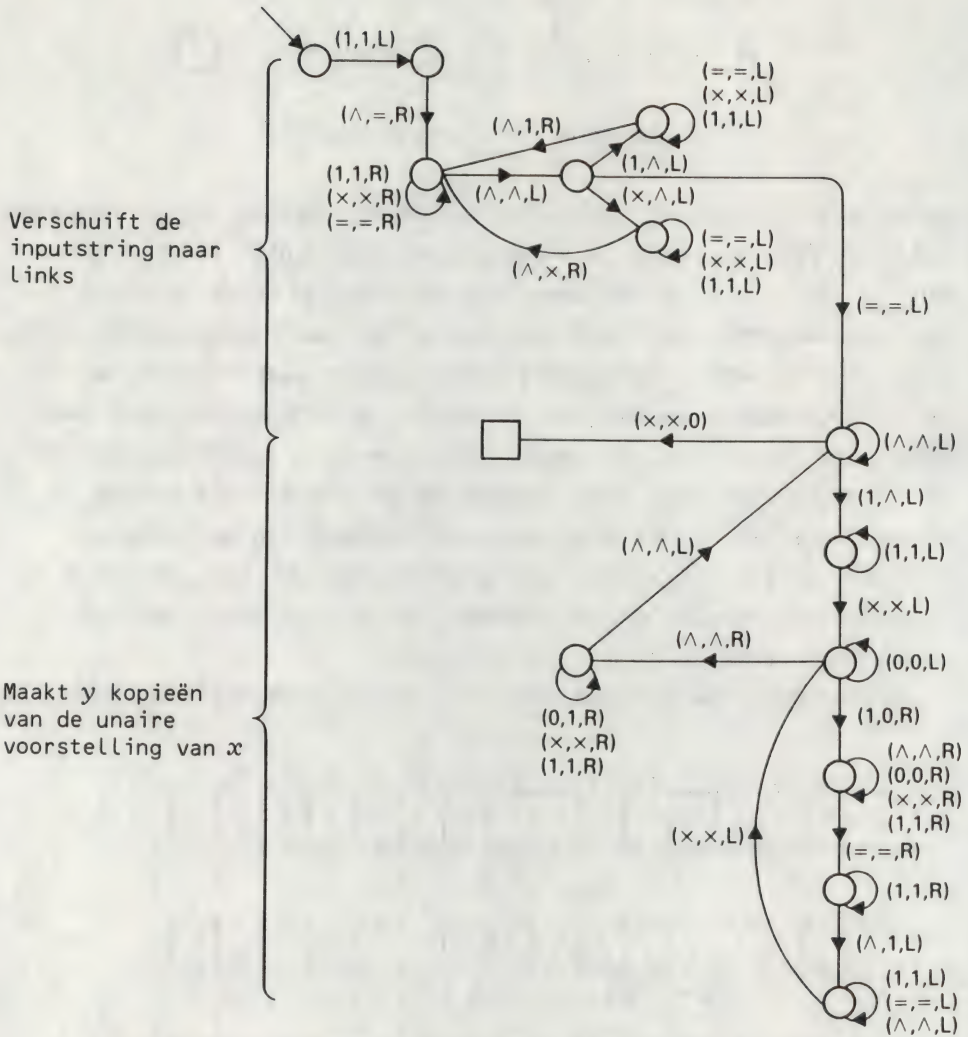 (1,1,L)
(∧,=,R)
(=,=,L)
(×,×,L)
(1,1,L)
(∧,1,R)
(1,1,R)
(×,×,R)
(=,=,R)
(∧,∧,L)
(1,∧,L)
(×,∧,L)
(=,=,L)
(×,×,L)
(1,1,L)
(∧,×,R)
Verschuift de
inputstring naar
links
(=,=,L)
(×,×,0)
(∧,∧,L)
(1,∧,L)
(∧,∧,L)
(1,1,L)
(×,×,L)
(∧,∧,R)
(0,0,L)
(0,1,R)
(×,×,R)
(1,1,R)
(1,0,R)
Maakt y kopieën
van de unaire
voorstelling van x
(∧,∧,R)
(0,0,R)
(×,×,R)
(1,1,R)
(×,×,L)
(=,=,R)
(1,1,R)
(∧,1,L)
(1,1,L)
(=,=,L)
(∧,∧,L)